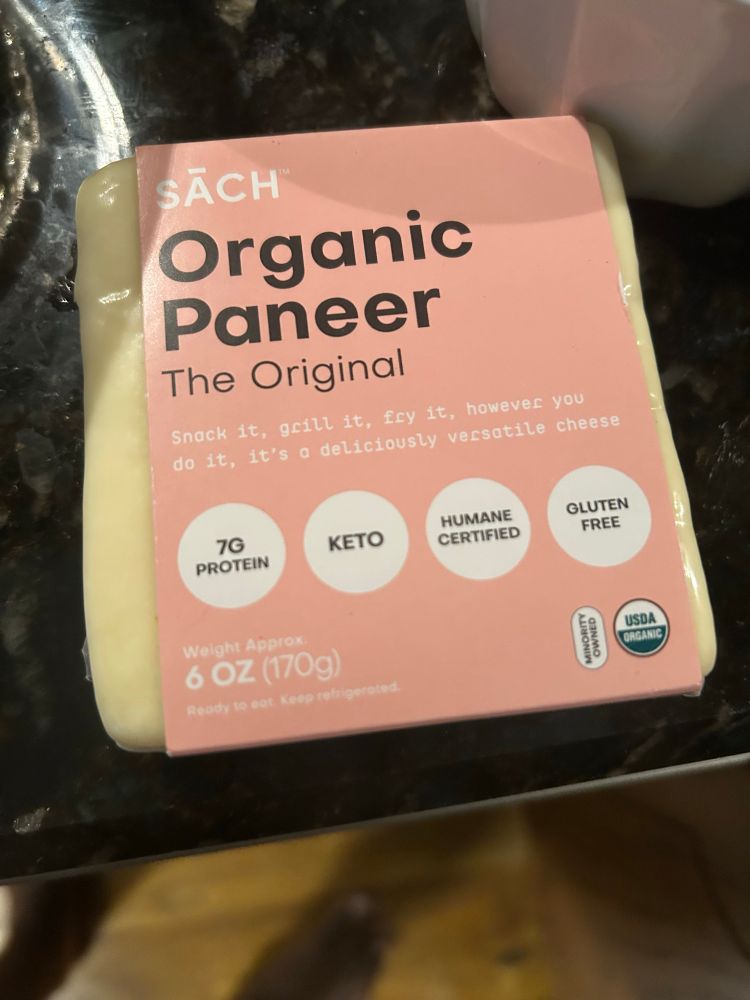 SĀCH™
Organic
Paneer
The Original
Snack it, grill it, fry it, however you
do it, it's a deliciously versatile cheese
7G
PROTEIN
KETO
HUMANE
CERTIFIED
GLUTEN
FREE
Weight Approx.
6 OZ (170g)
Ready to eat. Keep refrigerated.
MINORITY
OWNED
USDA
ORGANIC